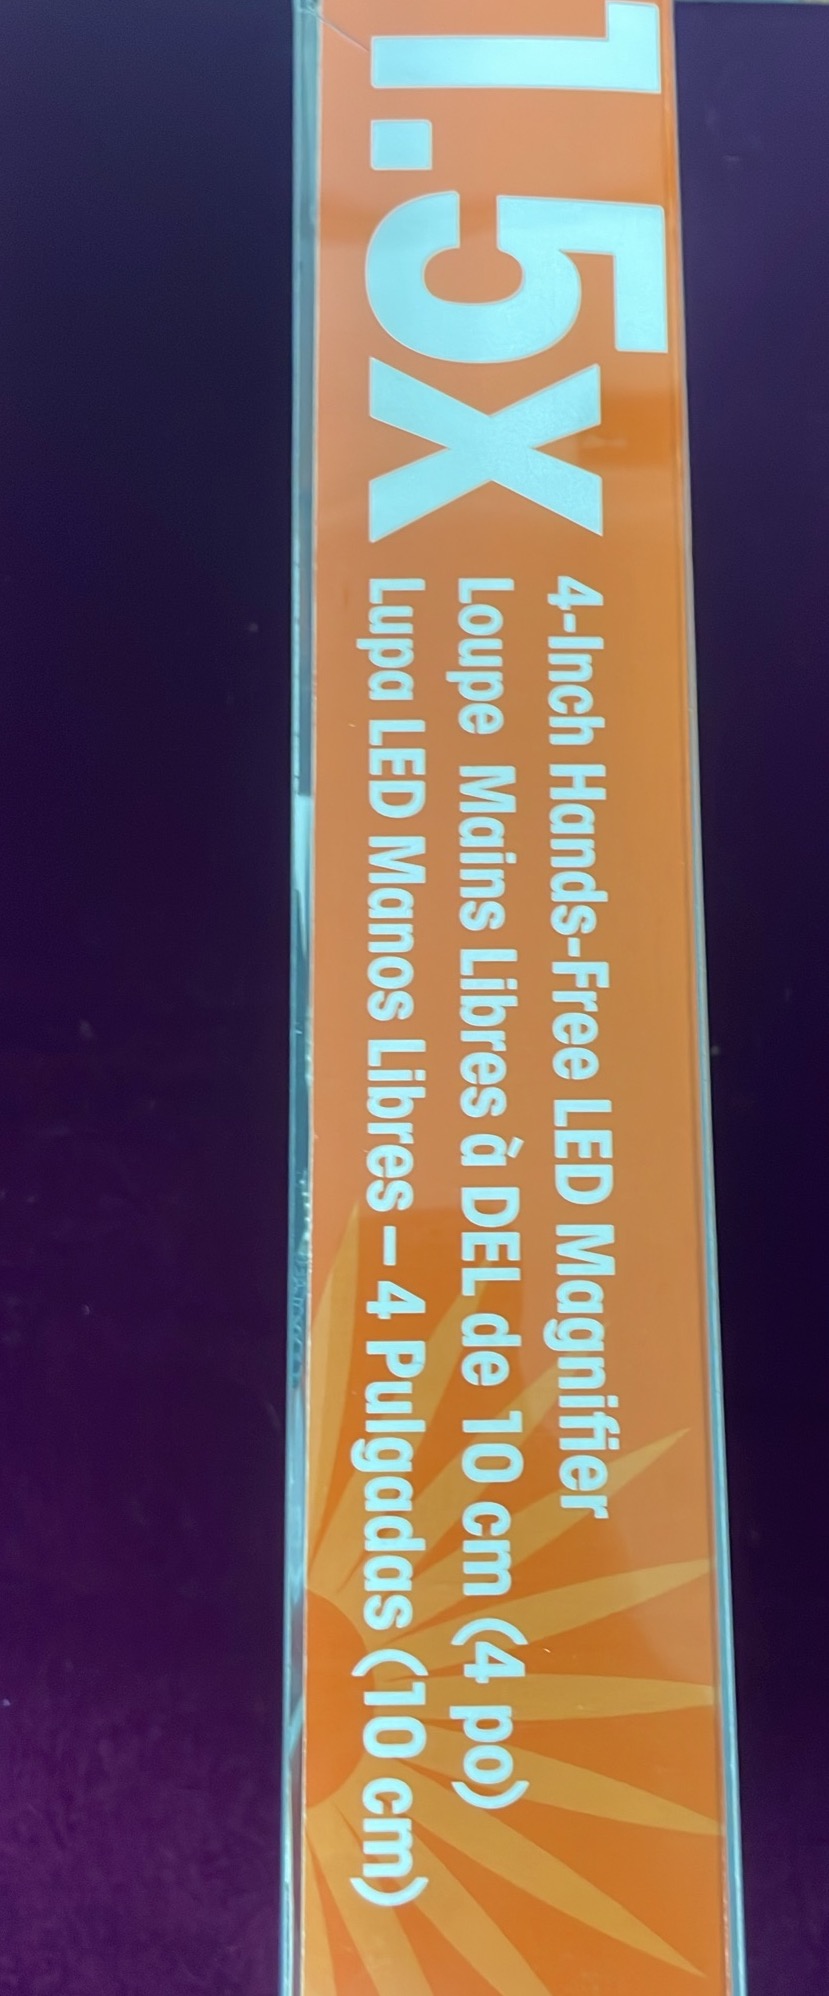 1.5x
4-Inch Hands-Free LED Magnifier
Loupe Mains Libres à DEL de 10 cm (4 po)
Lupa LED Manos Libres – 4 Pulgadas (10 cm)